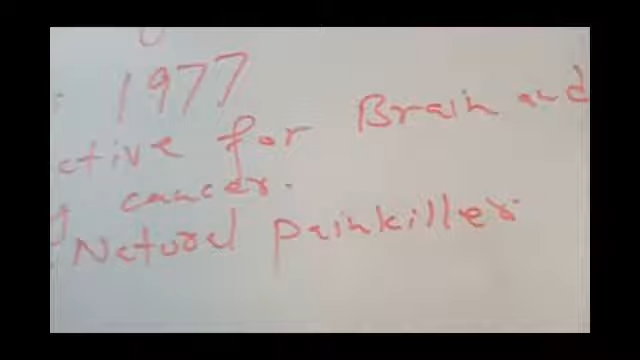 : 1977
ctive for Brain and
cancer.
: Natural Painkiller